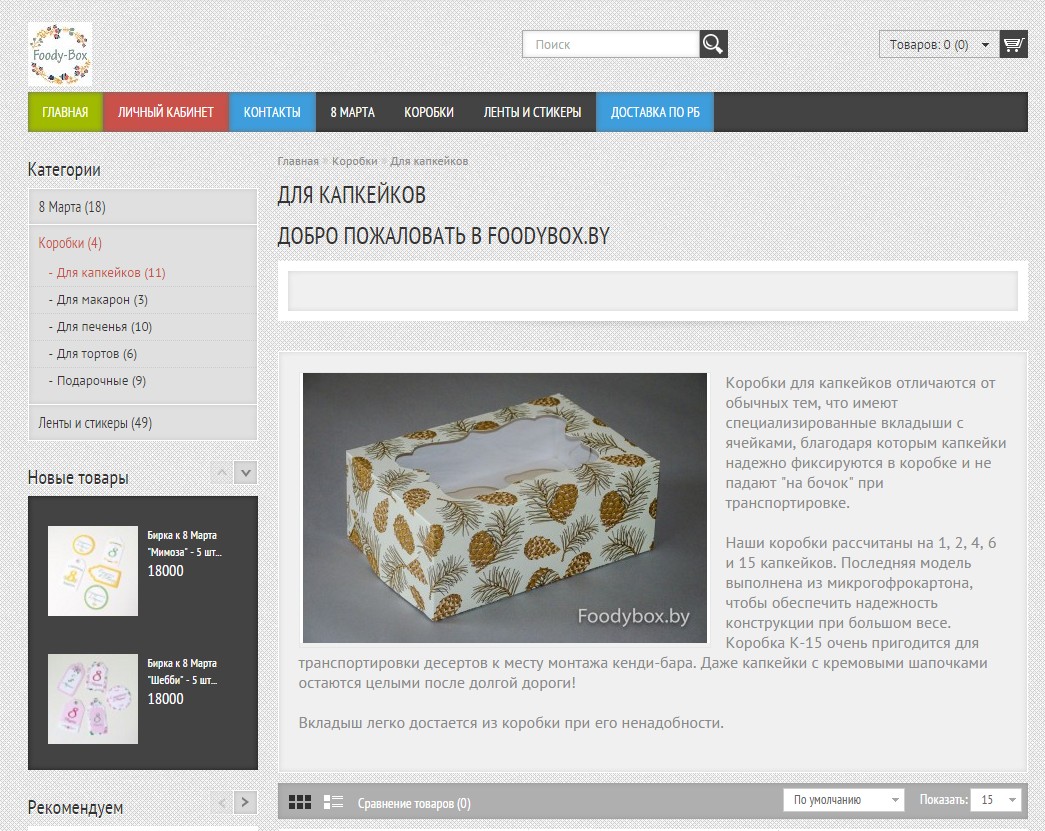 Foody-Box
Поиск
Товаров: 0 (0)
ГЛАВНАЯ
ЛИЧНЫЙ КАБИНЕТ
КОНТАКТЫ
8 МАРТА
КОРОБКИ
ЛЕНТЫ И СТИКЕРЫ
ДОСТАВКА ПО РБ
Категории
8 Марта (18)
Коробки (4)
- Для капкейков (11)
- Для макарон (3)
- Для печенья (10)
- Для тортов (6)
- Подарочные (9)
Ленты и стикеры (49)
Новые товары
Бирка к 8 Марта
"Мимоза" - 5 шт...
18000
Бирка к 8 Марта
"Шебби" - 5 шт...
18000
Рекомендуем
Главная » Коробки » Для капкейков
ДЛЯ КАПКЕЙКОВ
ДОБРО ПОЖАЛОВАТЬ В FOODYBOX.BY
Foodybox.by
Коробки для капкейков отличаются от
обычных тем, что имеют
специализированные вкладыши с
ячейками, благодаря которым капкейки
надежно фиксируются в коробке и не
падают "на бочок" при
транспортировке.
Наши коробки рассчитаны на 1, 2, 4, 6
и 15 капкейков. Последняя модель
выполнена из микрогофрокартона,
чтобы обеспечить надежность
конструкции при большом весе.
Коробка К-15 очень пригодится для
транспортировки десертов к месту монтажа кенди-бара. Даже капкейки с кремовыми шапочками
остаются целыми после долгой дороги!
Вкладыш легко достается из коробки при его ненадобности.
Сравнение товаров (0)
По умолчанию
Показать:
15